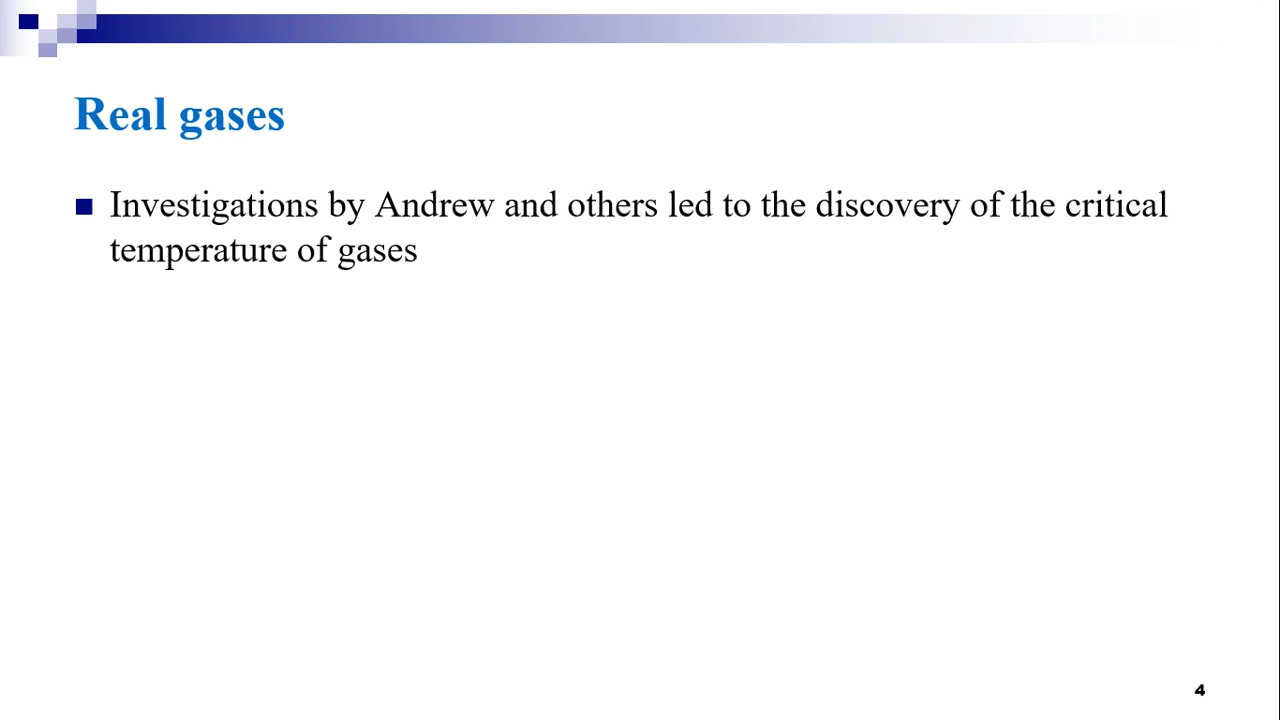 Real gases
Investigations by Andrew and others led to the discovery of the critical
temperature of gases
4